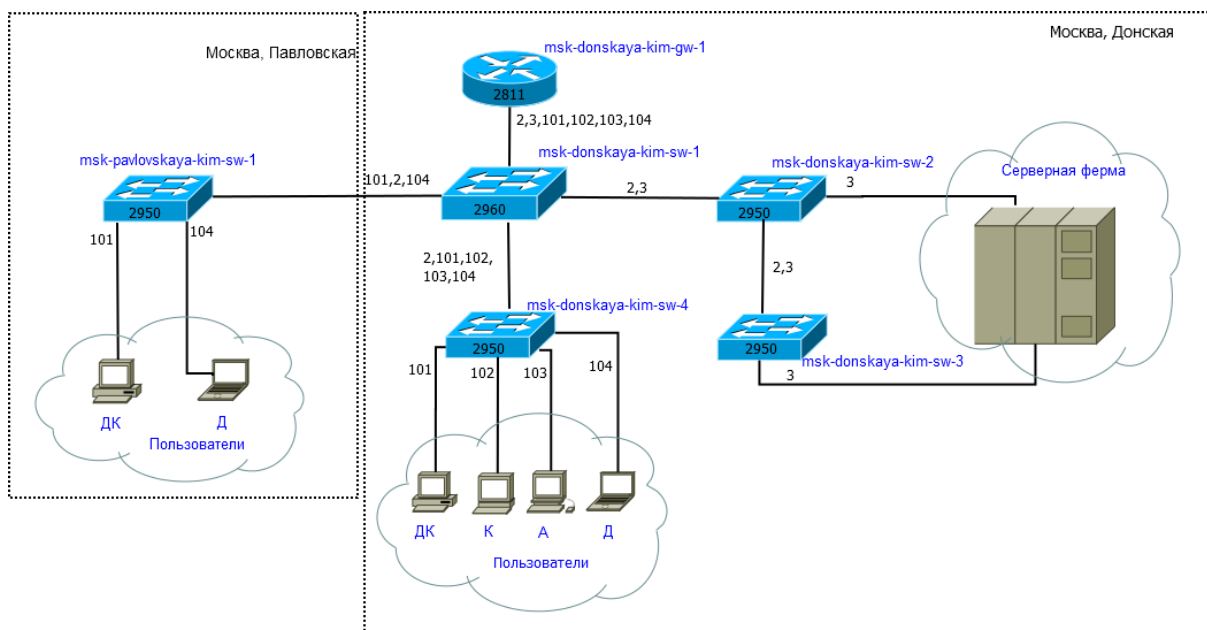 Москва, Павловская
msk-pavlovskaya-kim-sw-1
2950
101
104
ДК
Д
Пользователи
101,2,104
Москва, Донская
msk-donskaya-kim-gw-1
2811
2,3,101,102,103,104
msk-donskaya-kim-sw-1
2960
2,3
msk-donskaya-kim-sw-2
2950
3
Серверная ферма
2,101,102,
103,104
2,3
msk-donskaya-kim-sw-4
2950
2950
msk-donskaya-kim-sw-3
3
101
102
103
104
ДК
К
А
Д
Пользователи